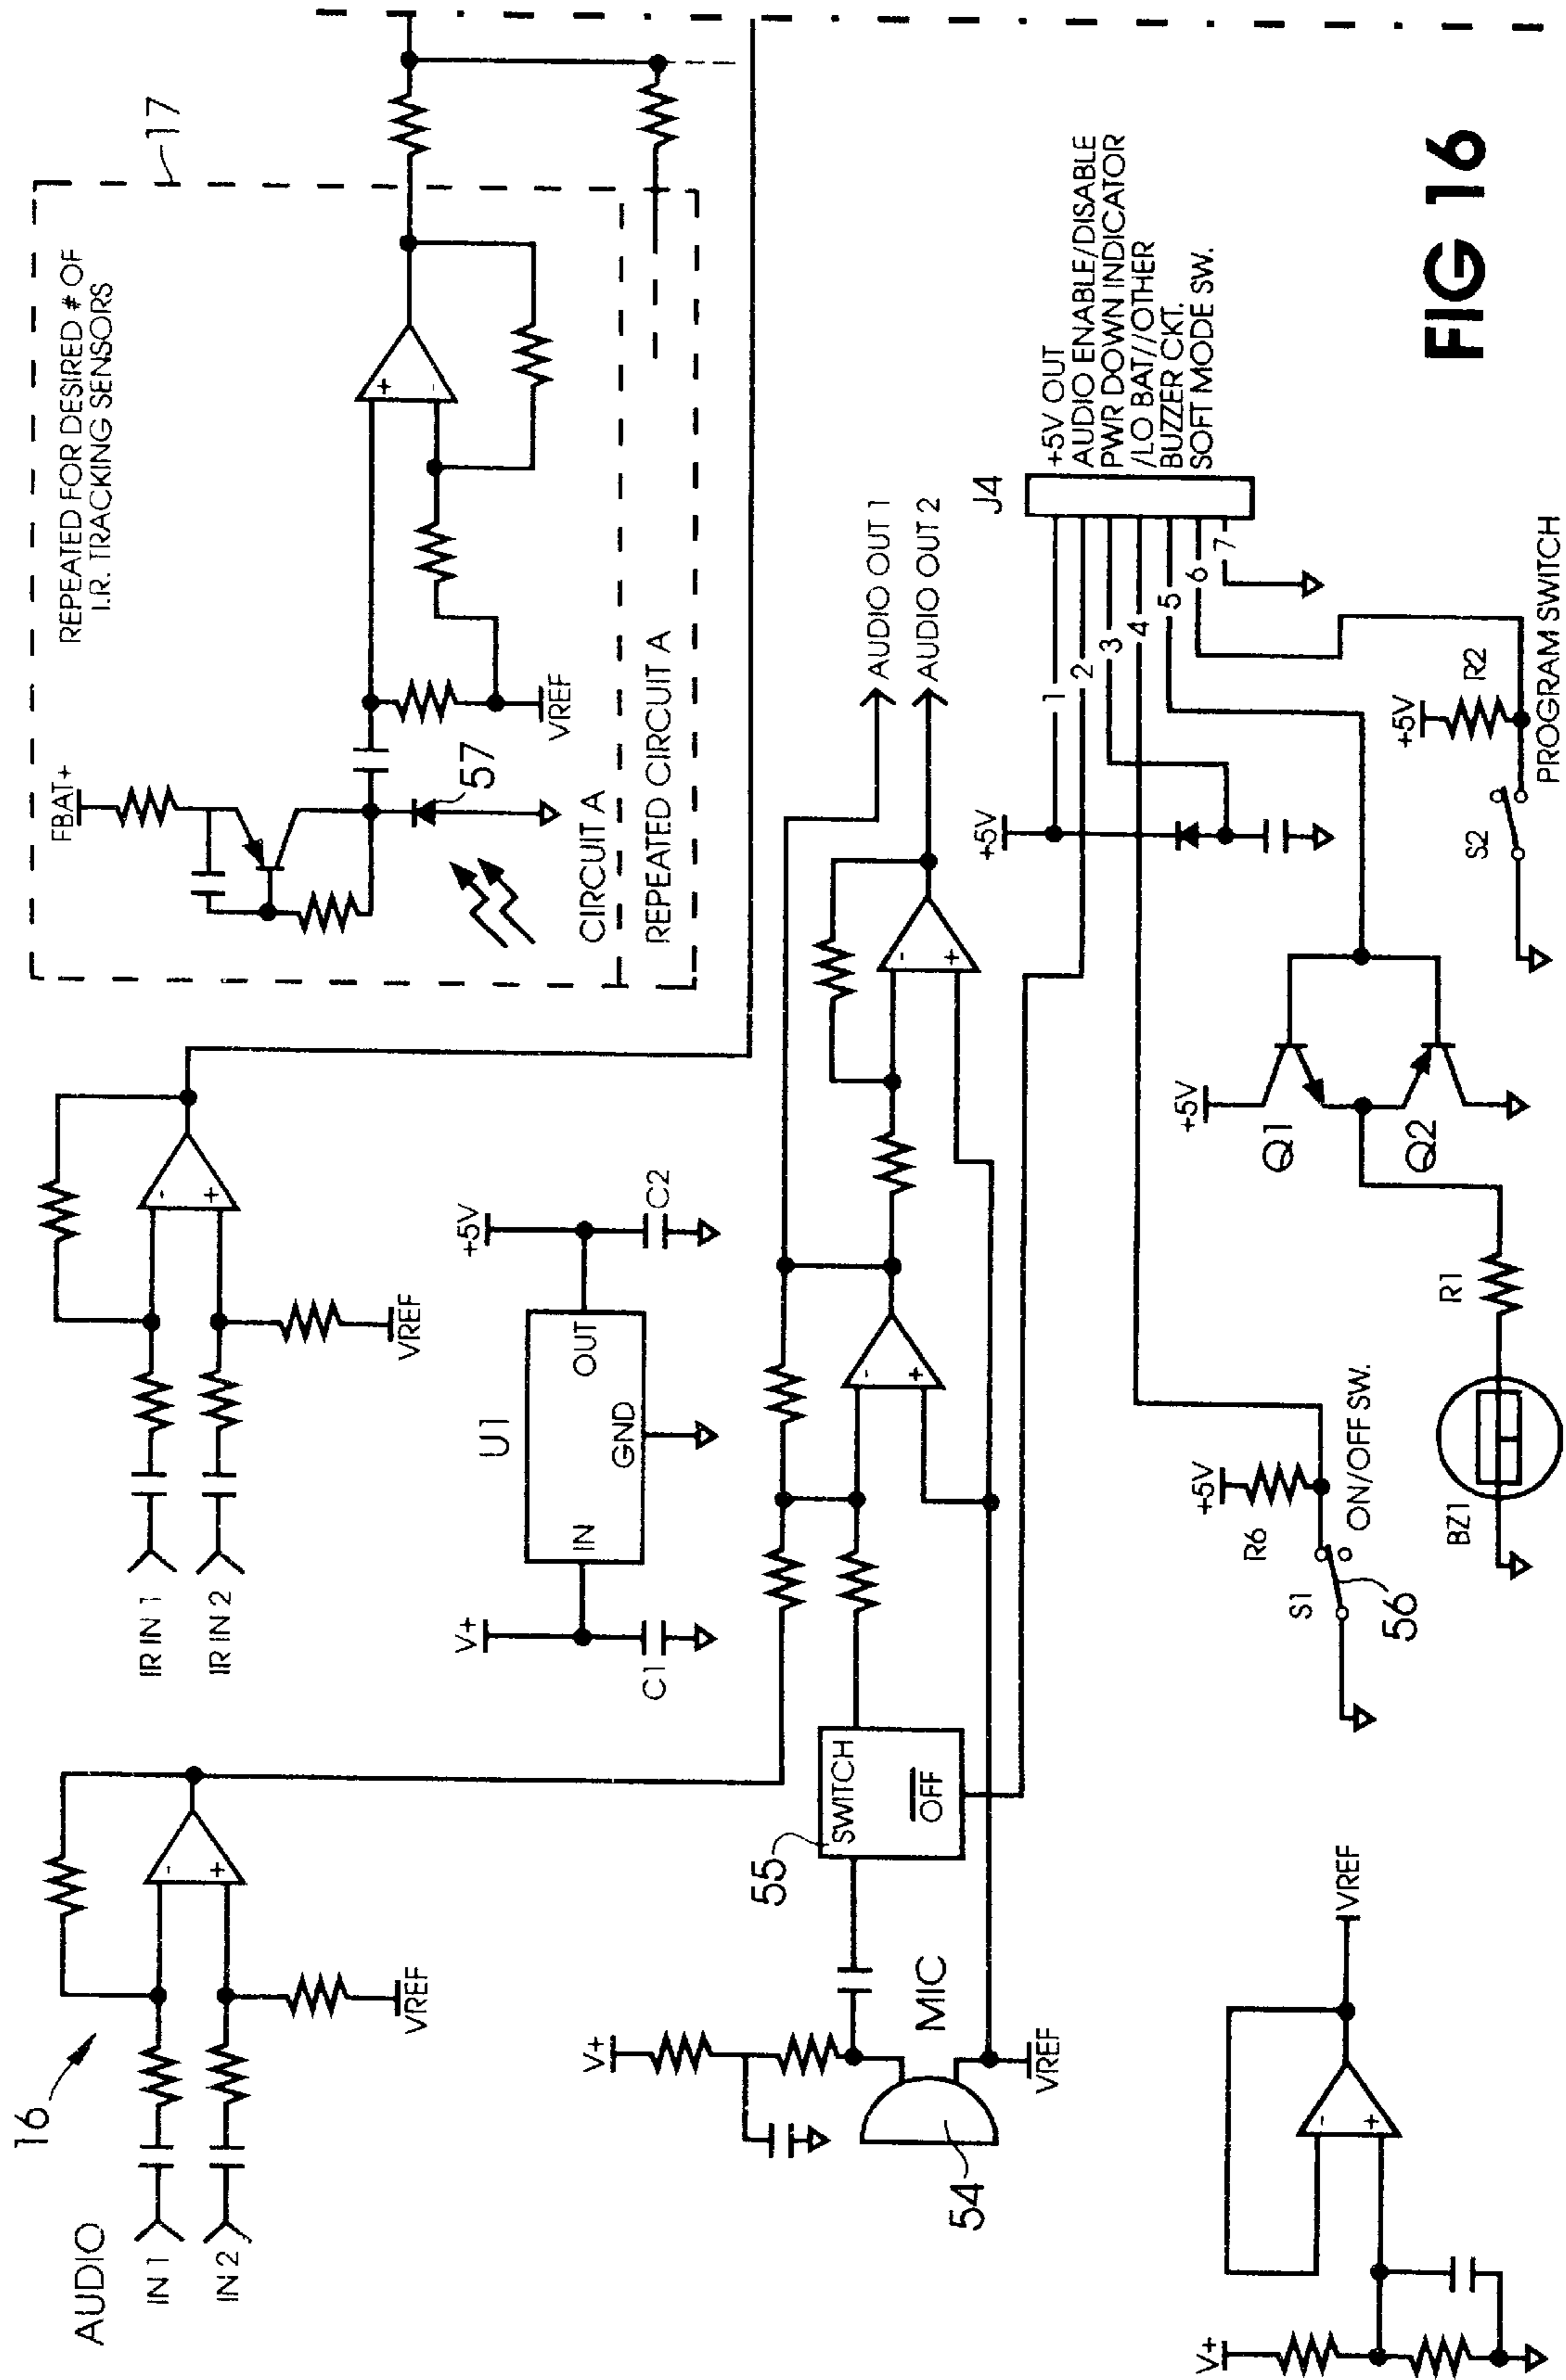 16
AUDIO
IN 1
IN 2
-
+
VREF
IR IN 1
IR IN 2
-
+
VREF
REPEATED FOR DESIRED # OF
I.R. TRACKING SENSORS
17
FBAT+
57
VREF
+
-
CIRCUIT A
REPEATED CIRCUIT A
V+
C1
U1
IN
OUT
GND
+5V
C2
V+
MIC
54
VREF
55
SWITCH
OFF
-
+
-
+
AUDIO OUT 1
AUDIO OUT 2
J4
+5V OUT
AUDIO ENABLE/DISABLE
PWR DOWN INDICATOR
/LO BAT//OTHER
BUZZER CKT.
SOFT MODE SW.
1
2
3
4
5
6
7
+5V
V+
-
+
VREF
+5V
R6
S1
56
ON/OFF SW.
BZ1
R1
+5V
Q1
Q2
+5V
R2
S2
PROGRAM SWITCH
FIG 16